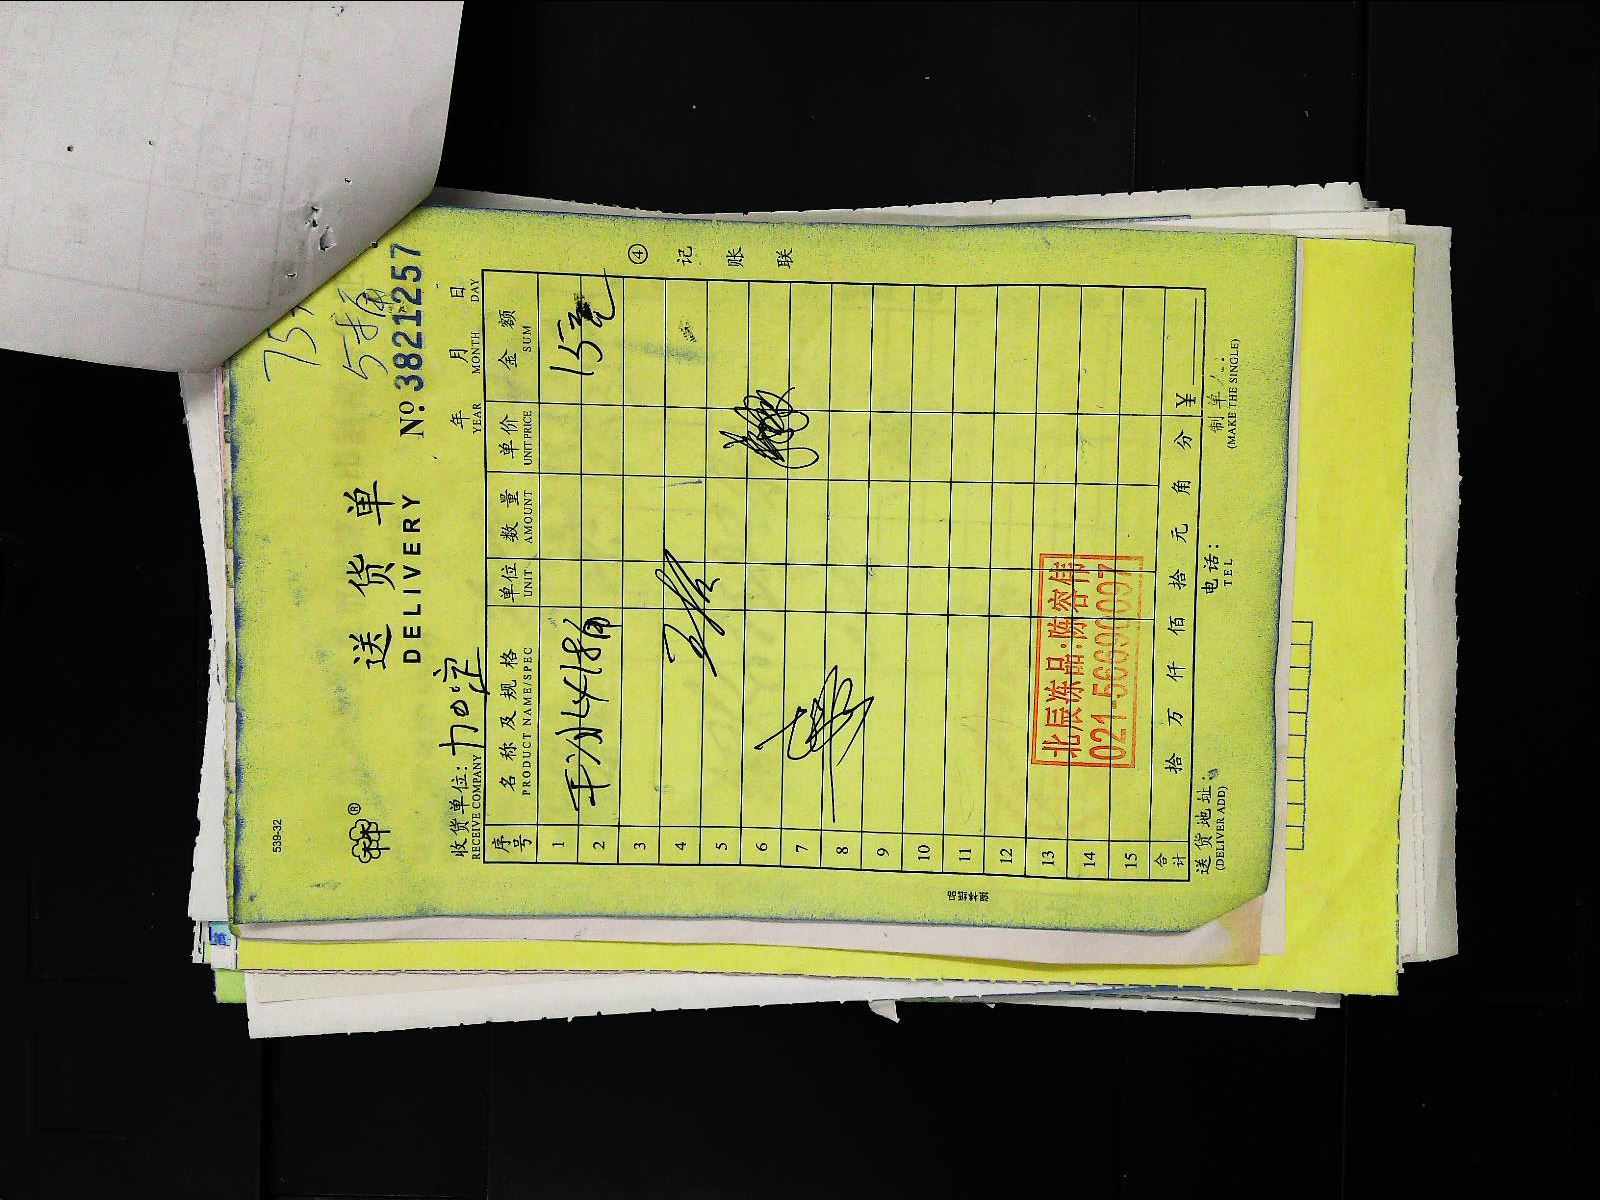 539-32
送货单
DELIVERY
№ 3821257
5桶
收货单位:
RECEIVE COMPANY
年 月 日
YEAR MONTH DAY
序号 名称及规格 单位 数量 单价 金额
PRODUCT NAME/SPEC UNIT AMOUNT UNIT PRICE SUM
1
2
3
4
5
6
7
8
9
10
11
12
13
14
15
④ 记账联
北辰冻品:陈容伟
021-56690097
合计 拾 万 仟 佰 拾 元 角 分 ¥
送货地址:
(DELIVER ADD)
电话:
TEL
制单:
(MAKE THE SINGLE)